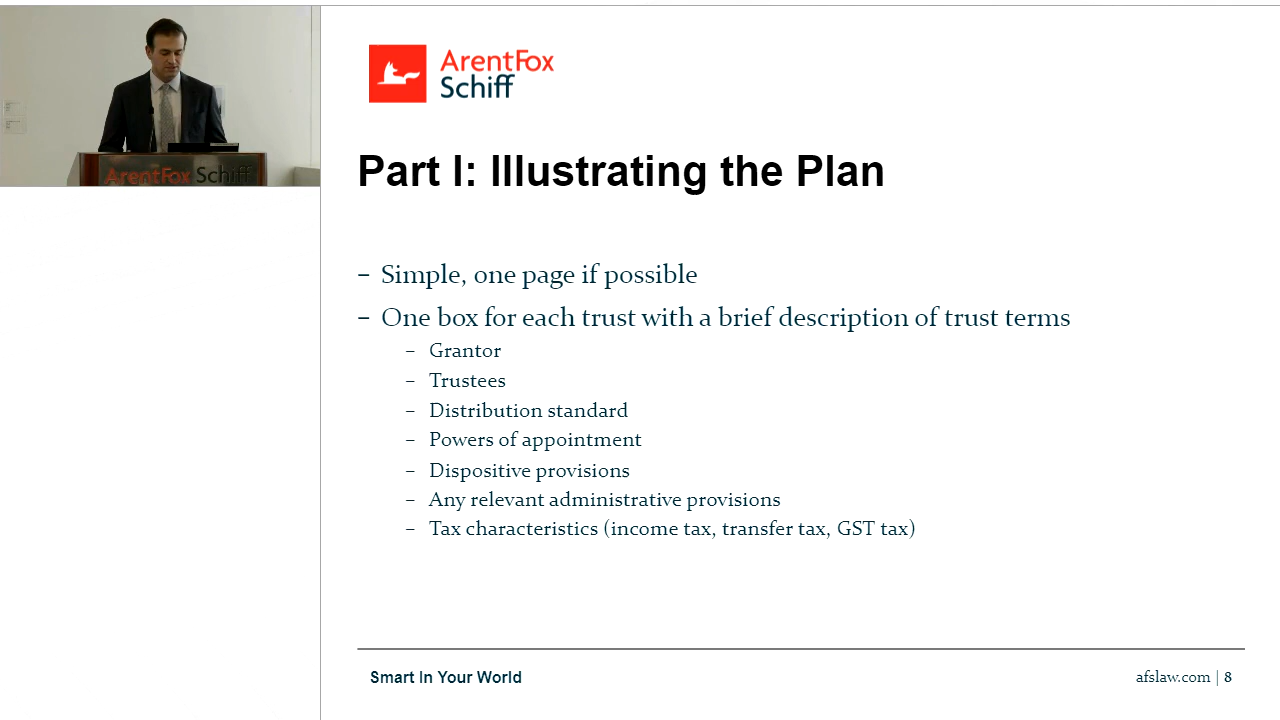 ArentFox
Schiff
ArentFox Schiff
Part I: Illustrating the Plan
– Simple, one page if possible
– One box for each trust with a brief description of trust terms
– Grantor
– Trustees
– Distribution standard
– Powers of appointment
– Dispositive provisions
– Any relevant administrative provisions
– Tax characteristics (income tax, transfer tax, GST tax)
Smart In Your World
afslaw.com | 8